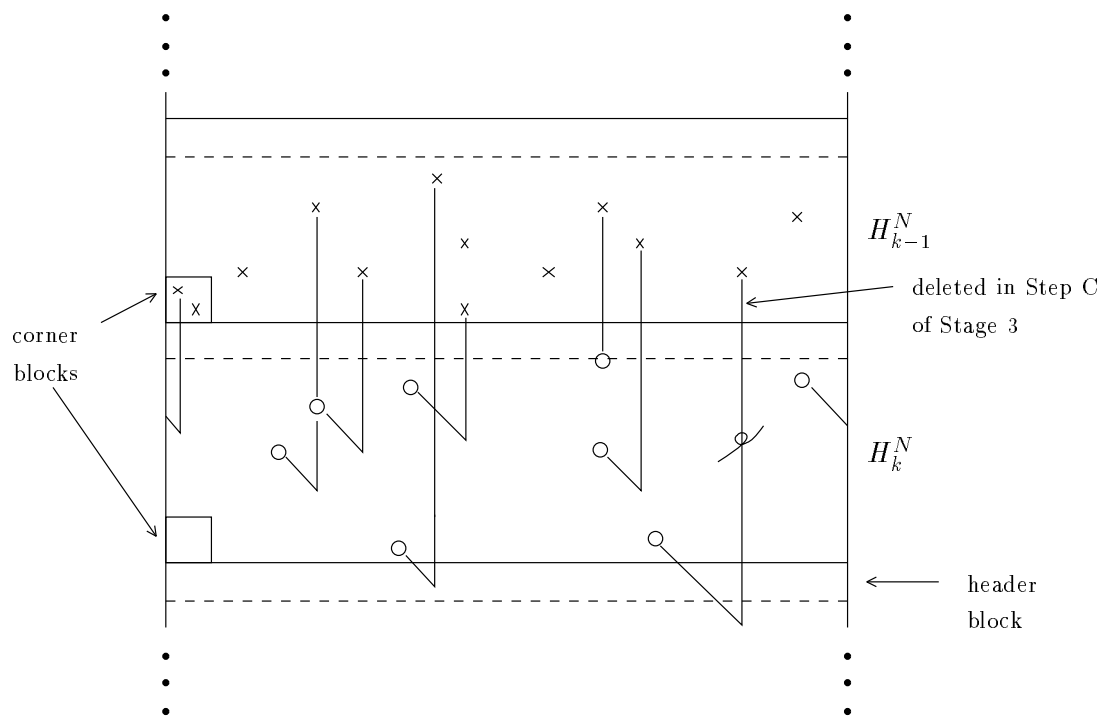 H_{k-1}^N
deleted in Step C
of Stage 3
corner
blocks
H_k^N
header
block